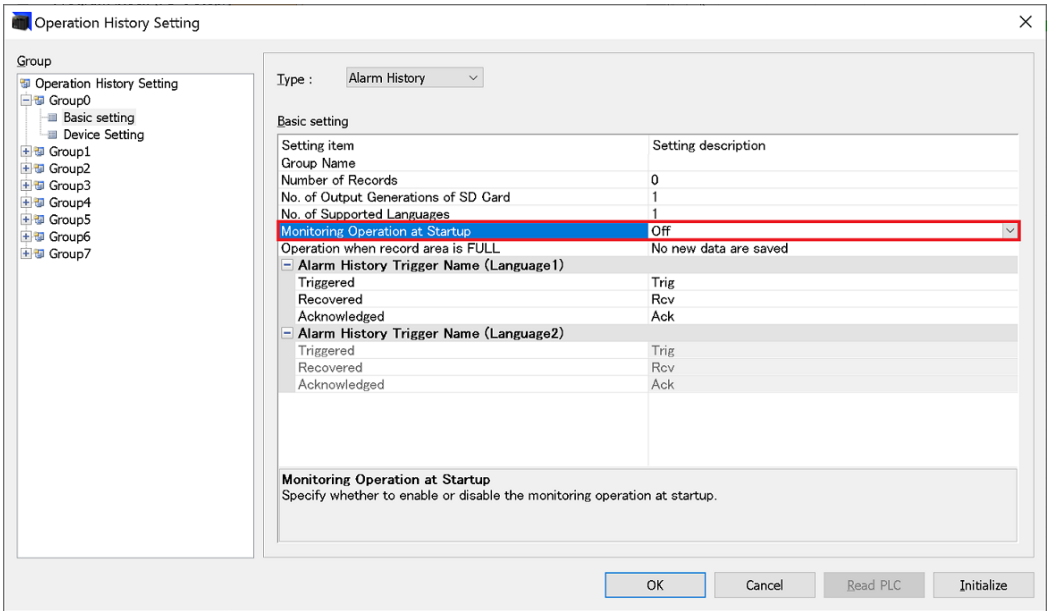 Operation History Setting
Group
Operation History Setting
Group0
Basic setting
Device Setting
Group1
Group2
Group3
Group4
Group5
Group6
Group7
Type :
Alarm History
Basic setting
Setting item Setting description
Group Name
Number of Records 0
No. of Output Generations of SD Card 1
No. of Supported Languages 1
Monitoring Operation at Startup Off
Operation when record area is FULL No new data are saved
Alarm History Trigger Name (Language1)
Triggered Trig
Recovered Rcv
Acknowledged Ack
Alarm History Trigger Name (Language2)
Triggered Trig
Recovered Rcv
Acknowledged Ack
Monitoring Operation at Startup
Specify whether to enable or disable the monitoring operation at startup.
OK Cancel Read PLC Initialize